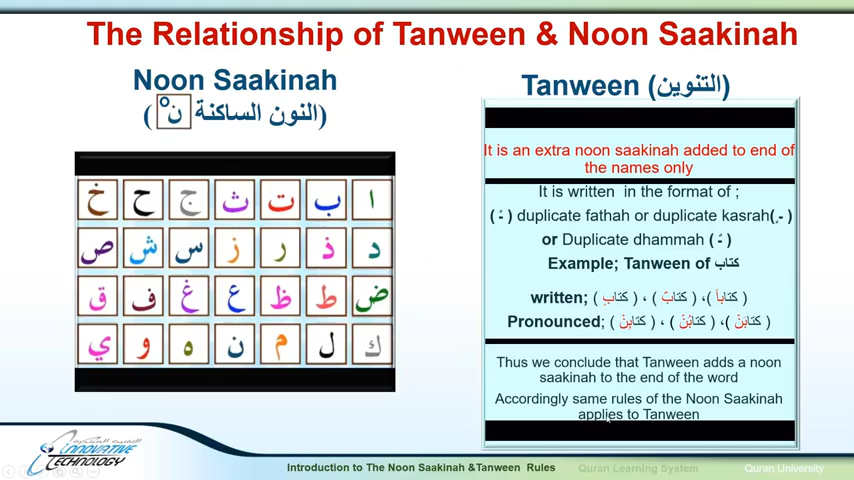 The Relationship of Tanween & Noon Saakinah
Noon Saakinah
(النون الساكنة نْ)
ا ب ت ث ج ح خ
د ذ ر ز س ش ص
ض ط ظ ع غ ف ق
ك ل م ن ه و ي
Tanween (التنوين)
It is an extra noon saakinah added to end of
the names only
It is written in the format of ;
( ـً ) duplicate fathah or duplicate kasrah( ـٍ )
or Duplicate dhammah ( ـٌ )
Example; Tanween of كتاب
written; ( كتاباً )، ( كتابٌ ) ، ( كتابٍ )
Pronounced; ( كتابَنْ )، ( كتابُنْ ) ، ( كتابِنْ )
Thus we conclude that Tanween adds a noon
saakinah to the end of the word
Accordingly same rules of the Noon Saakinah
applies to Tanween
INNOVATIVE
TECHNOLOGY
Introduction to The Noon Saakinah &Tanween Rules
Quran Learning System
Quran University